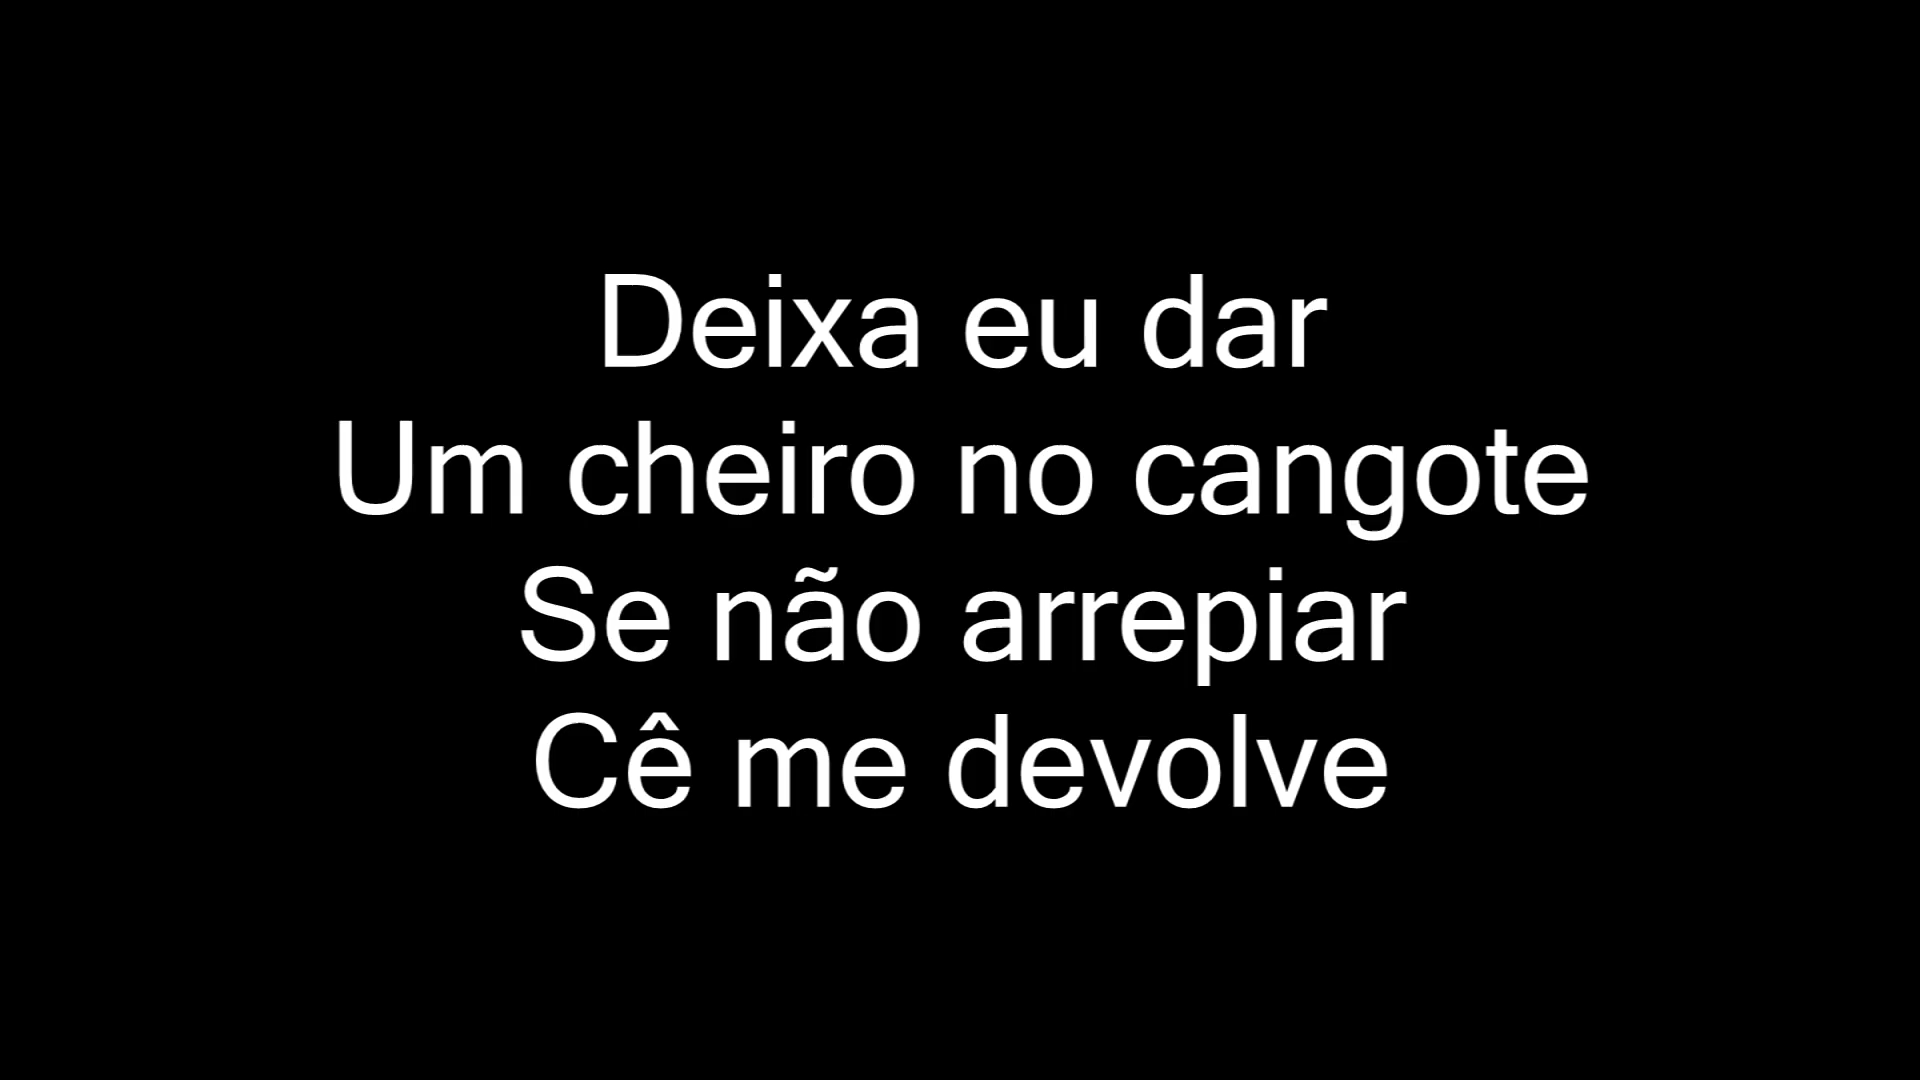 Deixa eu dar
Um cheiro no cangote
Se não arrepiar
Cê me devolve